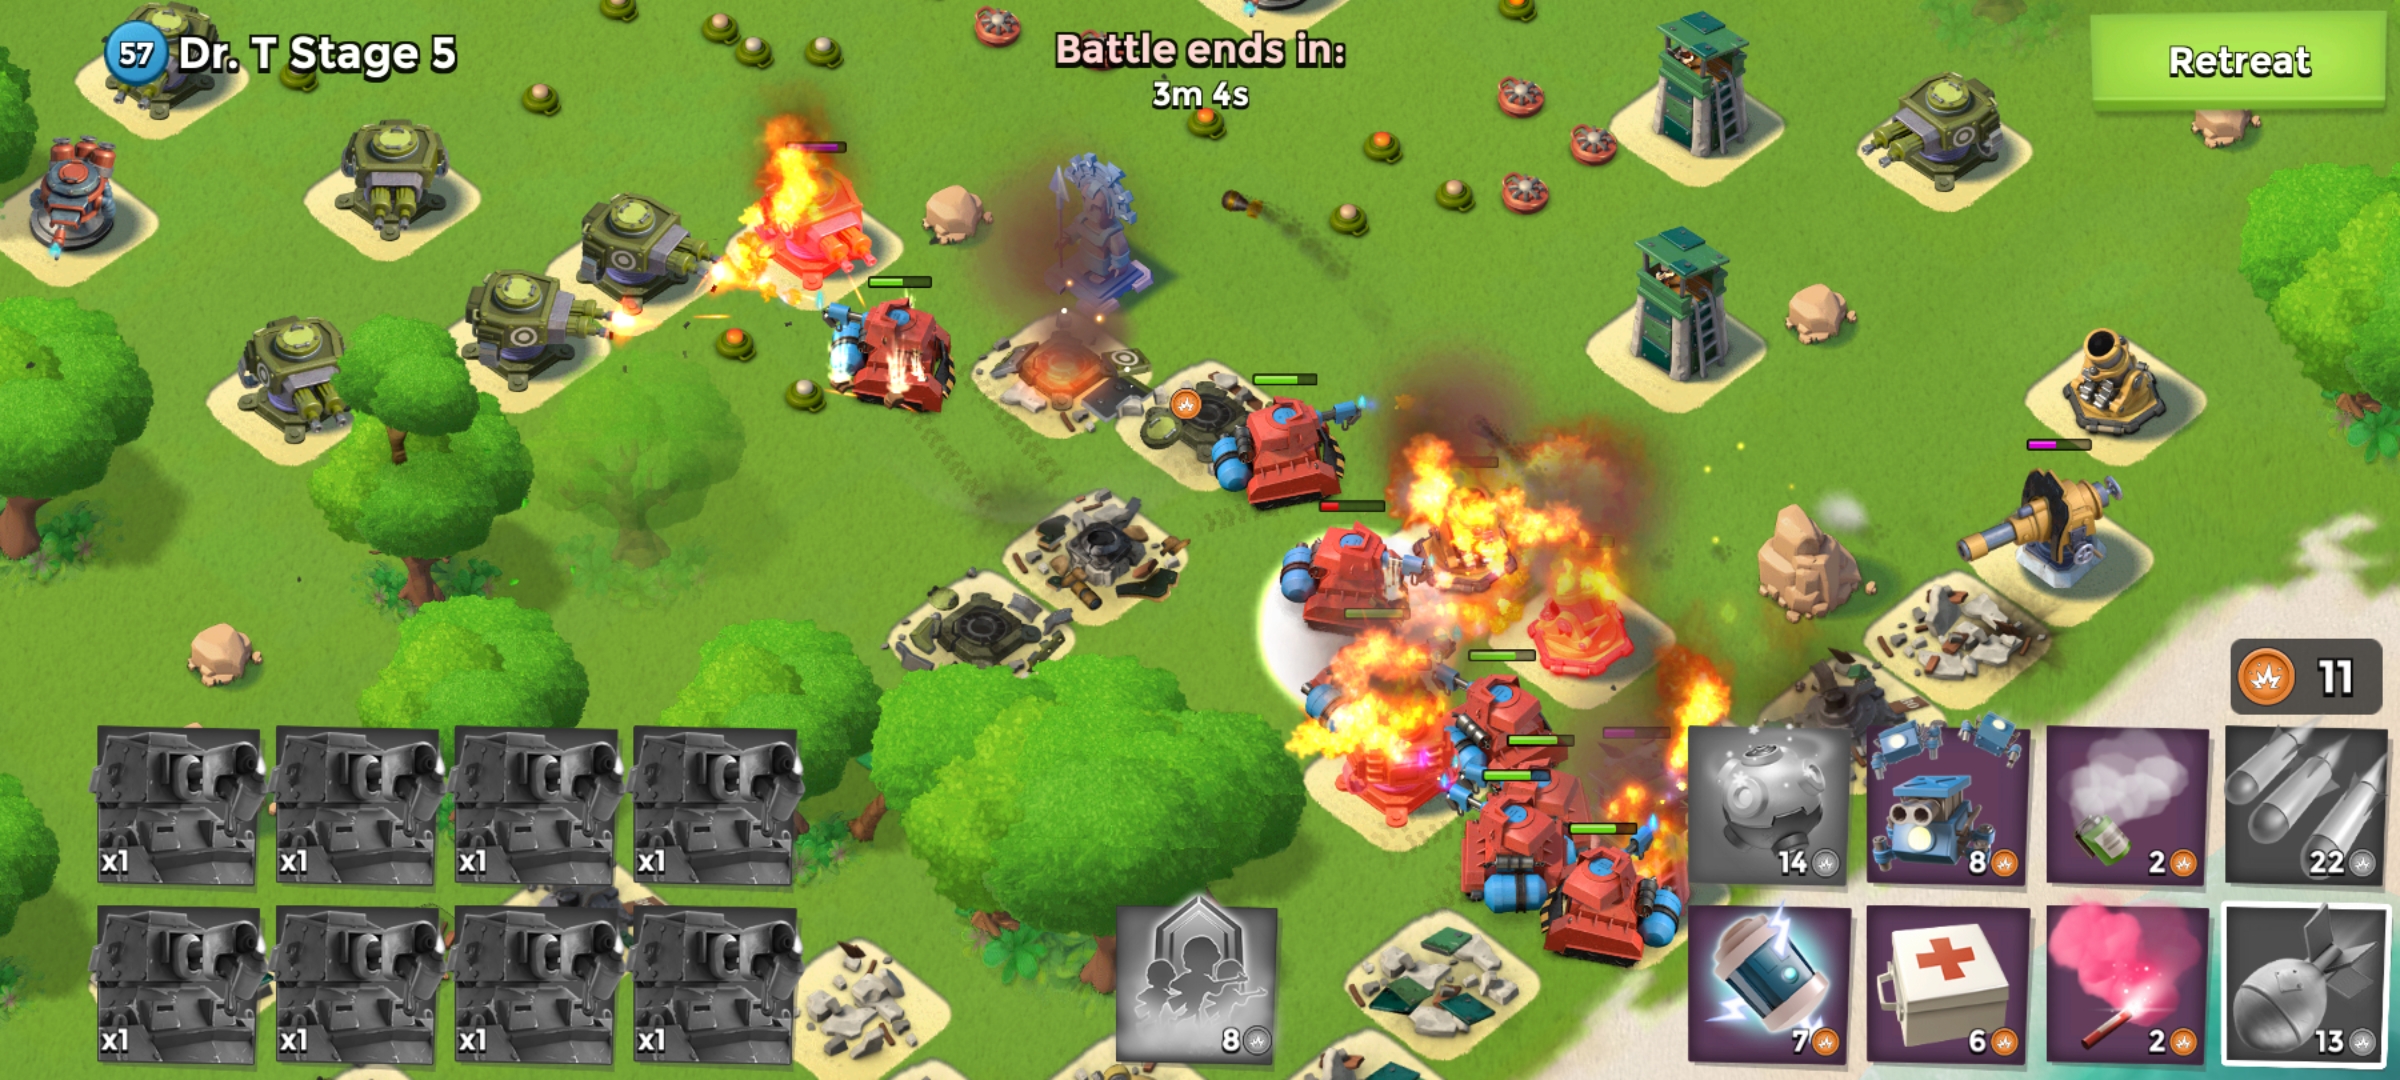 57 Dr. T Stage 5
Battle ends in:
3m 4s
Retreat
11
x1 x1 x1 x1
14 8 2 22
x1 x1 x1 x1
8
7 6 2 13